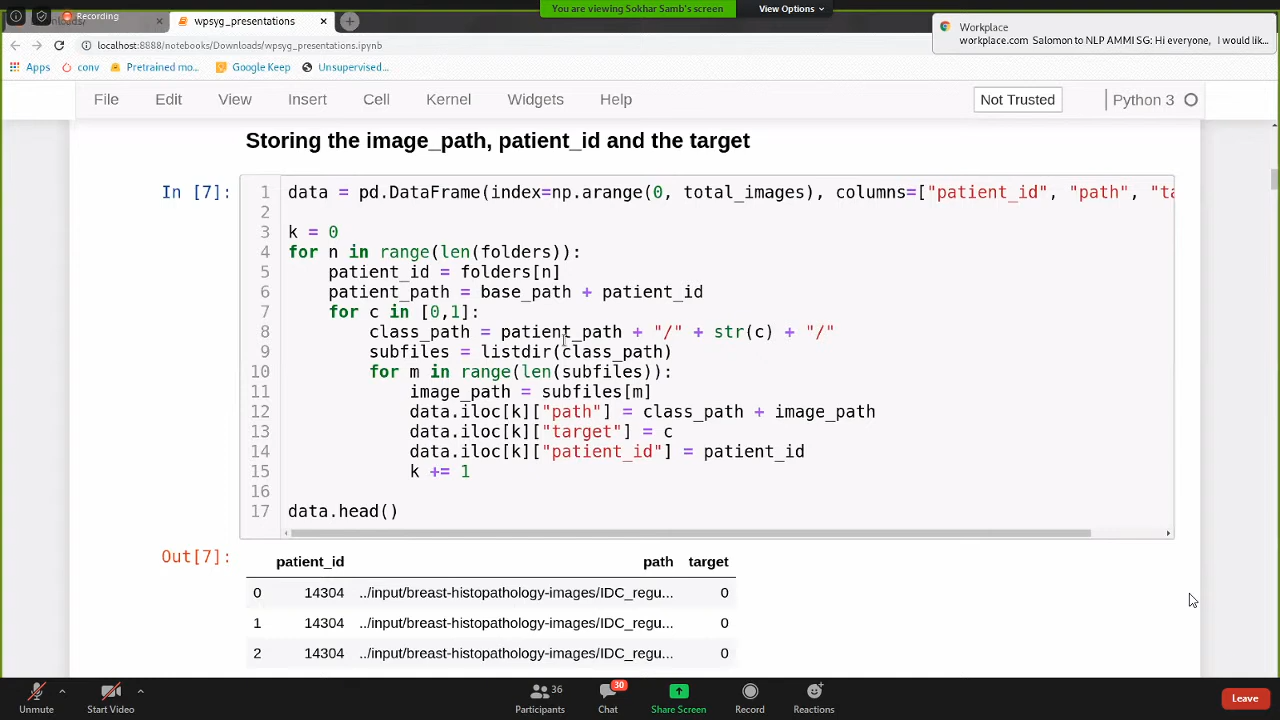 Recording
You are viewing Sokhar Samb's screen
View Options
wpsyg_presentations
Workplace
workplace.com Salomon to NLP AMMI SG: Hi everyone, I would lik...
localhost:8888/notebooks/Downloads/wpsyg_presentations.ipynb
Apps conv Pretrained mo... Google Keep Unsupervised...
File Edit View Insert Cell Kernel Widgets Help Not Trusted Python 3
Storing the image_path, patient_id and the target
In [7]:
1 data = pd.DataFrame(index=np.arange(0, total_images), columns=["patient_id", "path", "ta
2
3 k = 0
4 for n in range(len(folders)):
5 patient_id = folders[n]
6 patient_path = base_path + patient_id
7 for c in [0,1]:
8 class_path = patient_path + "/" + str(c) + "/"
9 subfiles = listdir(class_path)
10 for m in range(len(subfiles)):
11 image_path = subfiles[m]
12 data.iloc[k]["path"] = class_path + image_path
13 data.iloc[k]["target"] = c
14 data.iloc[k]["patient_id"] = patient_id
15 k += 1
16
17 data.head()
Out[7]:
patient_id path target
0 14304 ../input/breast-histopathology-images/IDC_regu... 0
1 14304 ../input/breast-histopathology-images/IDC_regu... 0
2 14304 ../input/breast-histopathology-images/IDC_regu... 0
30
36
Unmute Start Video Participants Chat Share Screen Record Reactions Leave